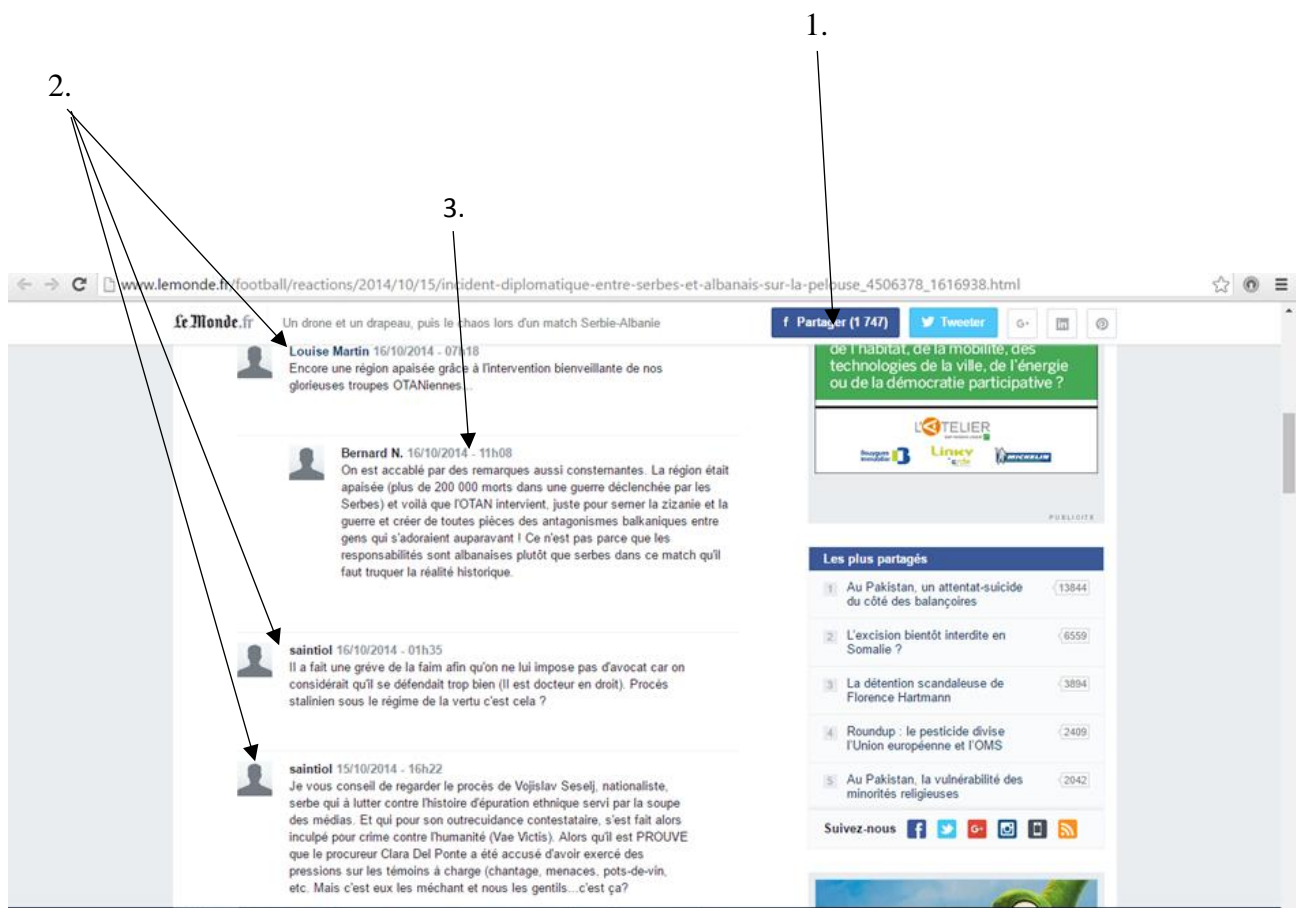 1.
2.
3.
www.lemonde.fr/football/reactions/2014/10/15/incident-diplomatique-entre-serbes-et-albanais-sur-la-pelouse_4506378_1616938.html
Le Monde.fr
Un drone et un drapeau, puis le chaos lors d'un match Serbie-Albanie
f Partager (1 747)
Tweeter
G+
in
Louise Martin 16/10/2014 - 07h18
Encore une région apaisée grâce à l'intervention bienveillante de nos
glorieuses troupes OTANiennes...
Bernard N. 16/10/2014 - 11h08
On est accablé par des remarques aussi consternantes. La région était
apaisée (plus de 200 000 morts dans une guerre déclenchée par les
Serbes) et voilà que l'OTAN intervient, juste pour semer la zizanie et la
guerre et créer de toutes pièces des antagonismes balkaniques entre
gens qui s'adoraient auparavant ! Ce n'est pas parce que les
responsabilités sont albanaises plutôt que serbes dans ce match qu'il
faut truquer la réalité historique.
saintiol 16/10/2014 - 01h35
Il a fait une gréve de la faim afin qu'on ne lui impose pas d'avocat car on
considérait qu'il se défendait trop bien (Il est docteur en droit). Procés
stalinien sous le régime de la vertu c'est cela ?
saintiol 15/10/2014 - 16h22
Je vous conseil de regarder le procés de Vojislav Seselj, nationaliste,
serbe qui à lutter contre l'histoire d'épuration ethnique servi par la soupe
des médias. Et qui pour son outrecuidance contestataire, s'est fait alors
inculpé pour crime contre l'humanité (Vae Victis). Alors qu'il est PROUVE
que le procureur Clara Del Ponte a été accusé d'avoir exercé des
pressions sur les témoins à charge (chantage, menaces, pots-de-vin,
etc. Mais c'est eux les méchant et nous les gentils...c'est ça?
de l'habitat, de la mobilité, des
technologies de la ville, de l'énergie
ou de la démocratie participative ?
L'ATELIER
Bouygues
Immobilier
Linky
MICHELIN
PUBLICITÉ
Les plus partagés
1 Au Pakistan, un attentat-suicide
du côté des balançoires
13844
2 L'excision bientôt interdite en
Somalie ?
6559
3 La détention scandaleuse de
Florence Hartmann
3894
4 Roundup : le pesticide divise
l'Union européenne et l'OMS
2409
5 Au Pakistan, la vulnérabilité des
minorités religieuses
2042
Suivez-nous